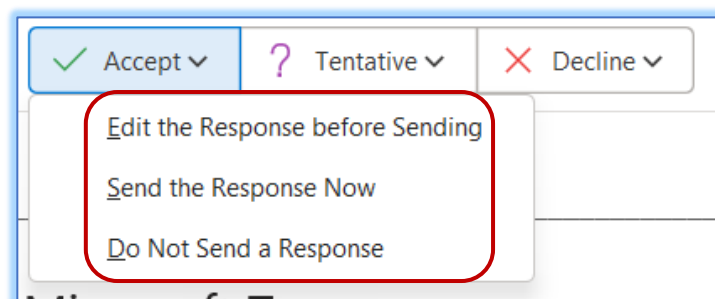 Accept Tentative Decline
Edit the Response before Sending
Send the Response Now
Do Not Send a Response